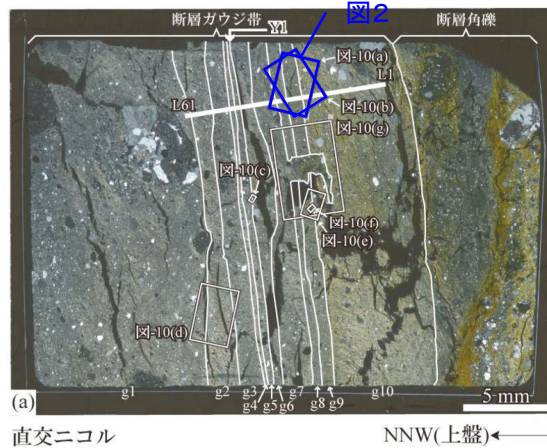 図2
断層ガウジ帯 Y1 断層角礫
図-10(a)
L1
L61
図-10(b)
図-10(g)
図-10(c)
図-10(f)
図-10(e)
図-10(d)
g1 g2 g3 g4 g5 g6 g7 g8 g9 g10
5 mm
(a)
直交ニコル NNW(上盤)